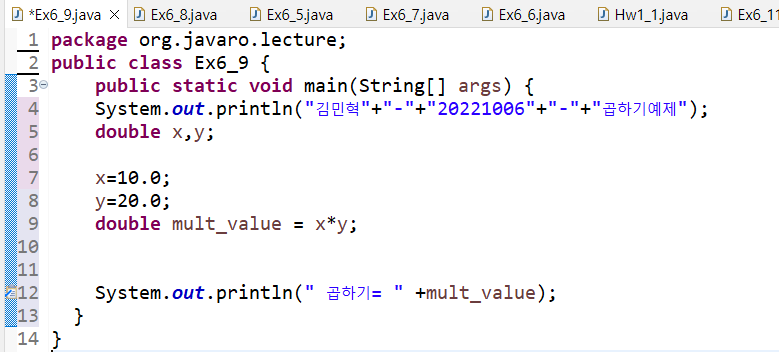 *Ex6_9.java Ex6_8.java Ex6_5.java Ex6_7.java Ex6_6.java Hw1_1.java Ex6_11
1 package org.javaro.lecture;
2 public class Ex6_9 {
3 public static void main(String[] args) {
4 System.out.println("김민혁"+"-"+"20221006"+"-"+"곱하기예제");
5 double x,y;
6
7 x=10.0;
8 y=20.0;
9 double mult_value = x*y;
10
11
12 System.out.println(" 곱하기= " +mult_value);
13 }
14 }